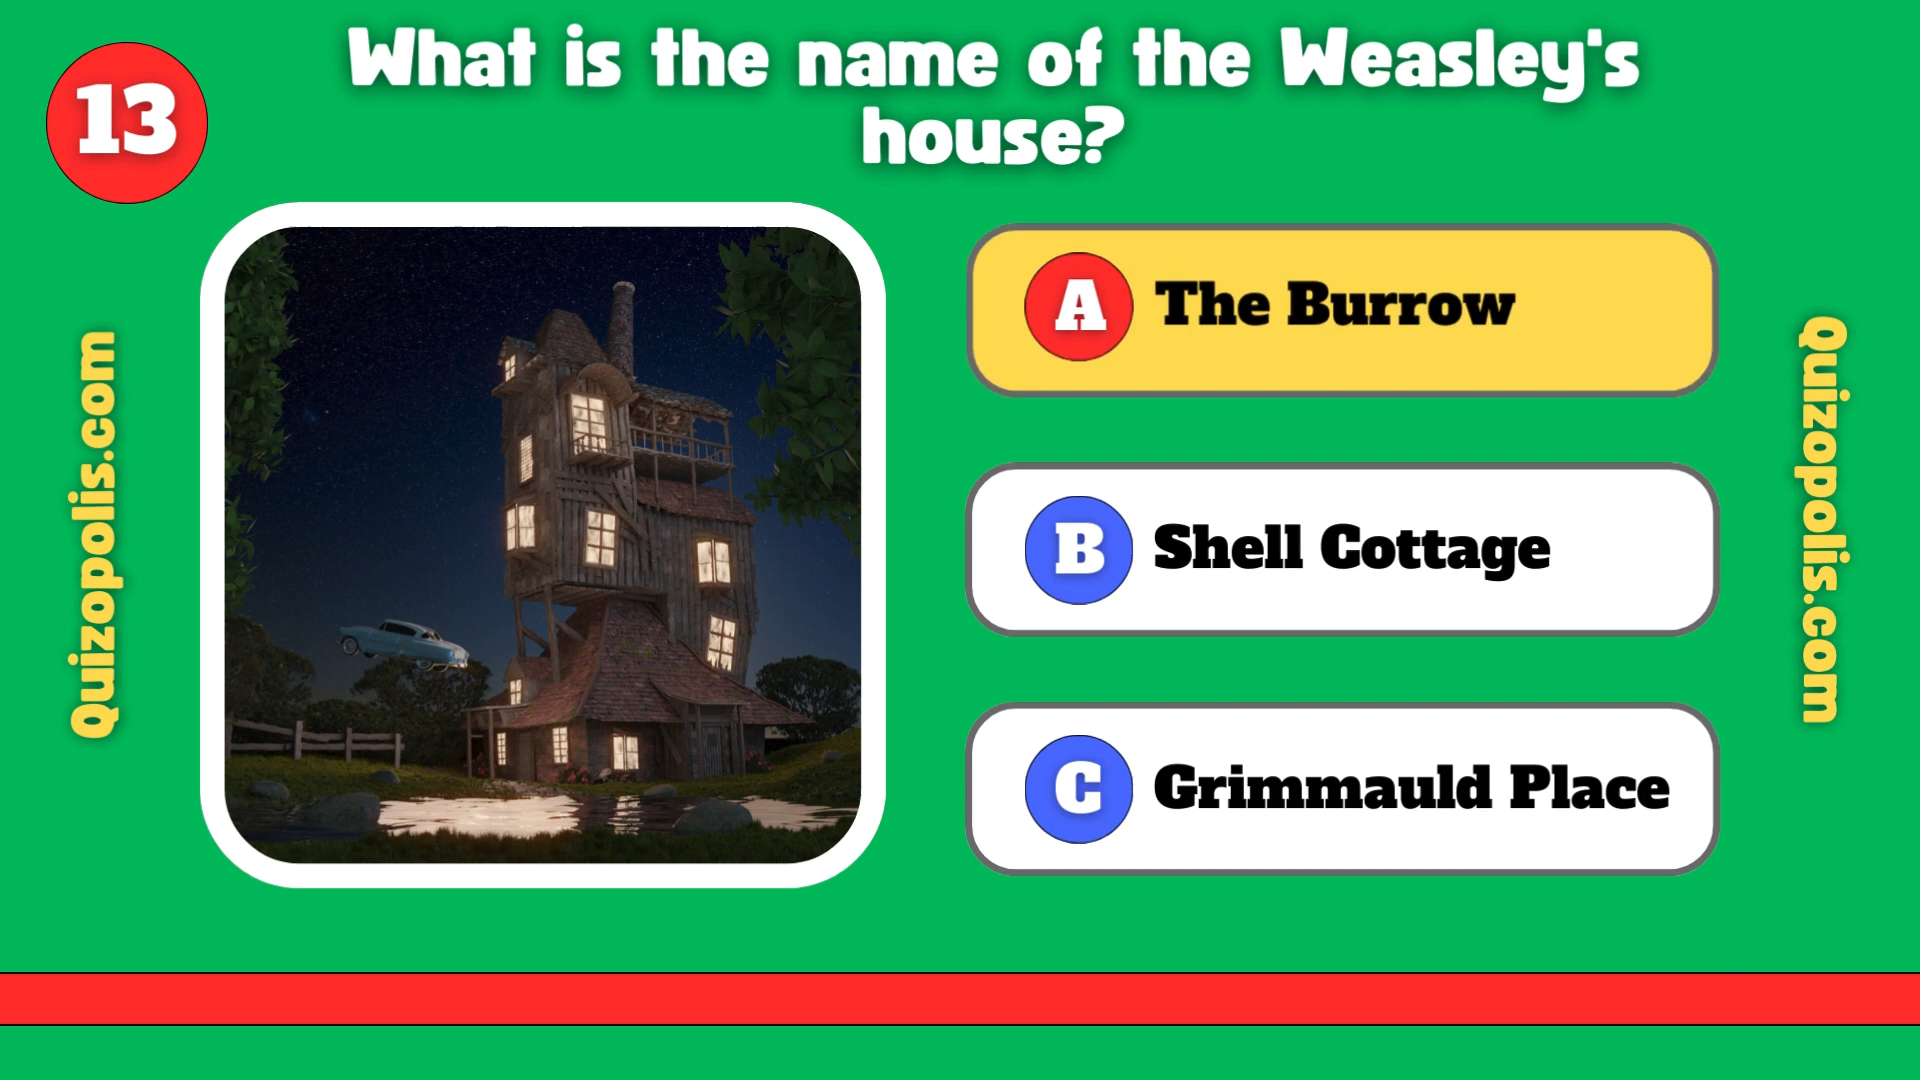 13
What is the name of the Weasley's
house?
A The Burrow
B Shell Cottage
C Grimmauld Place
Quizopolis.com
Quizopolis.com